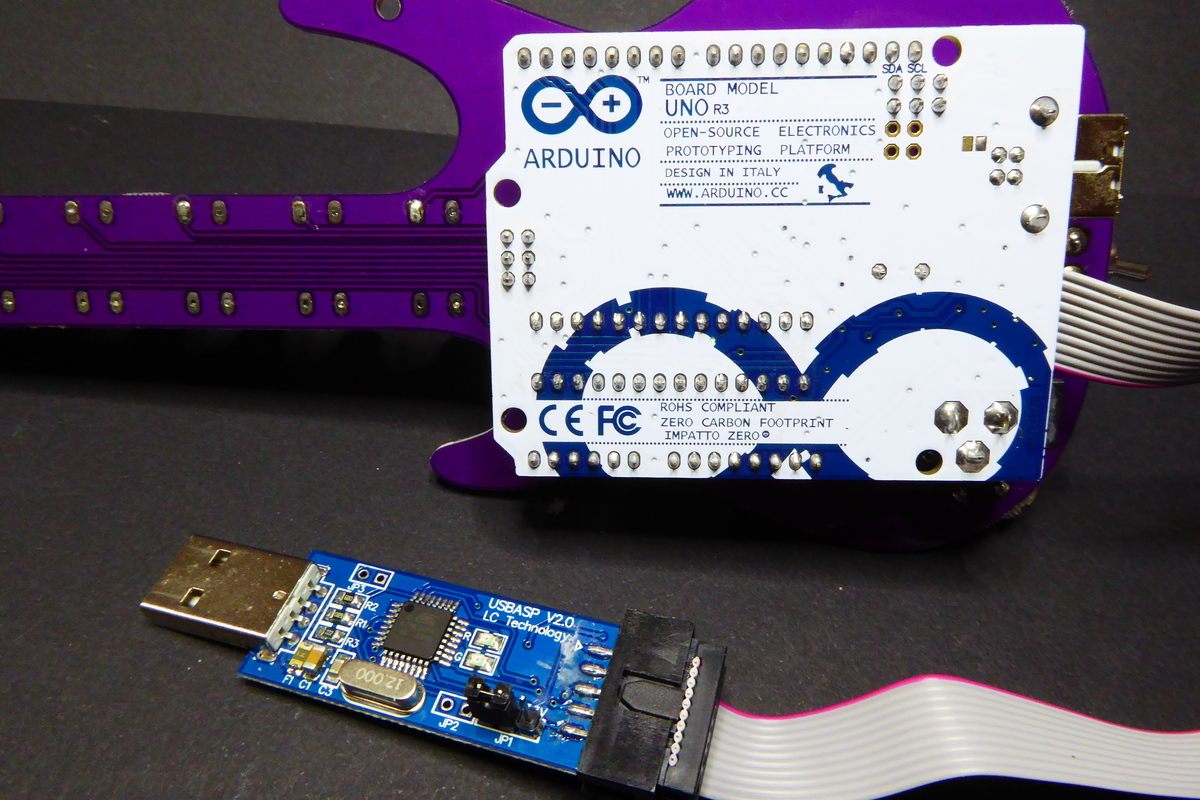 SDA SCL
TM
BOARD MODEL
UNO R3
OPEN-SOURCE ELECTRONICS
PROTOTYPING PLATFORM
ARDUINO
DESIGN IN ITALY
WWW.ARDUINO.CC
CE FC
ROHS COMPLIANT
ZERO CARBON FOOTPRINT
IMPATTO ZERO
JP3
R2
R1
R3
F1 C1 C3
12.000
USBASP V2.0
LC Technology
R
G
JP2
JP1